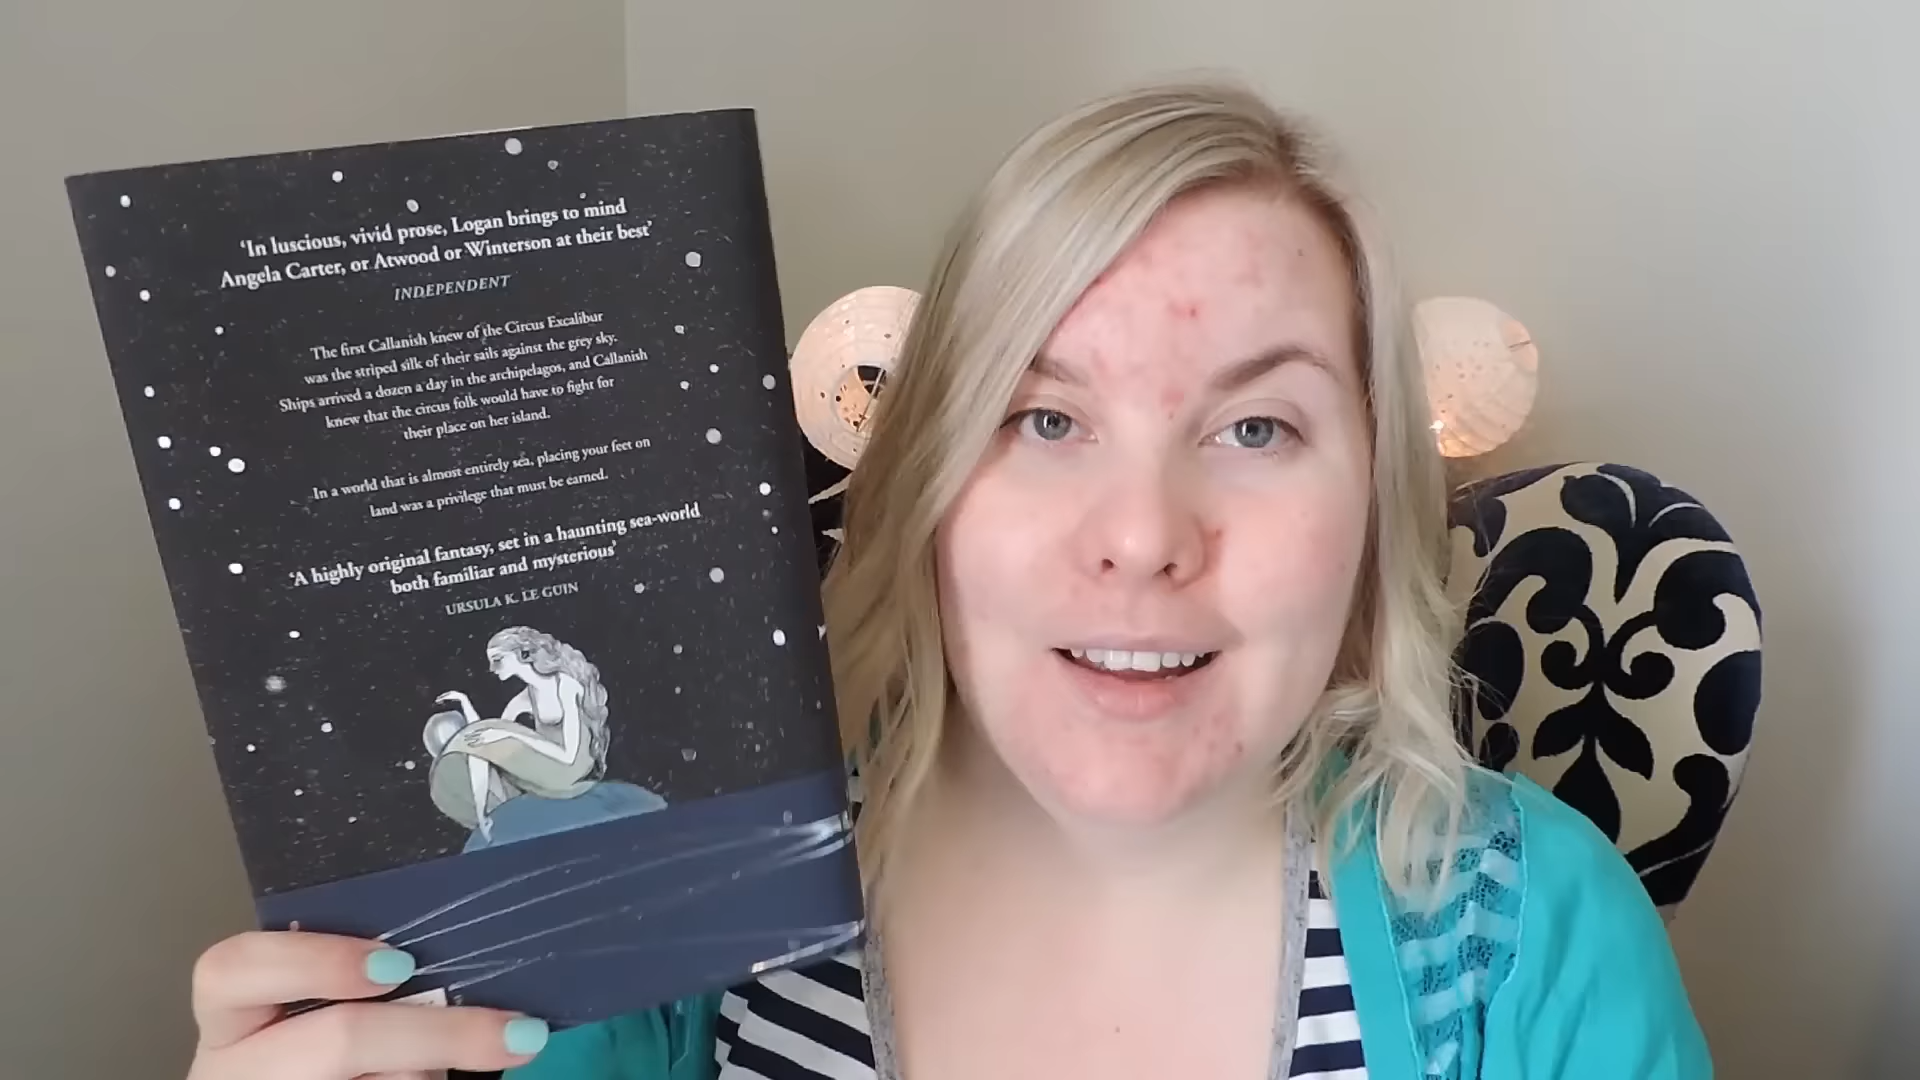 ‘In luscious, vivid prose, Logan brings to mind
Angela Carter, or Atwood or Winterson at their best’
INDEPENDENT
The first Callanish knew of the Circus Excalibur
was the striped silk of their sails against the grey sky.
Ships arrived a dozen a day in the archipelagos, and Callanish
knew that the circus folk would have to fight for
their place on her island.
In a world that is almost entirely sea, placing your feet on
land was a privilege that must be earned.
‘A highly original fantasy, set in a haunting sea-world
both familiar and mysterious’
URSULA K. LE GUIN